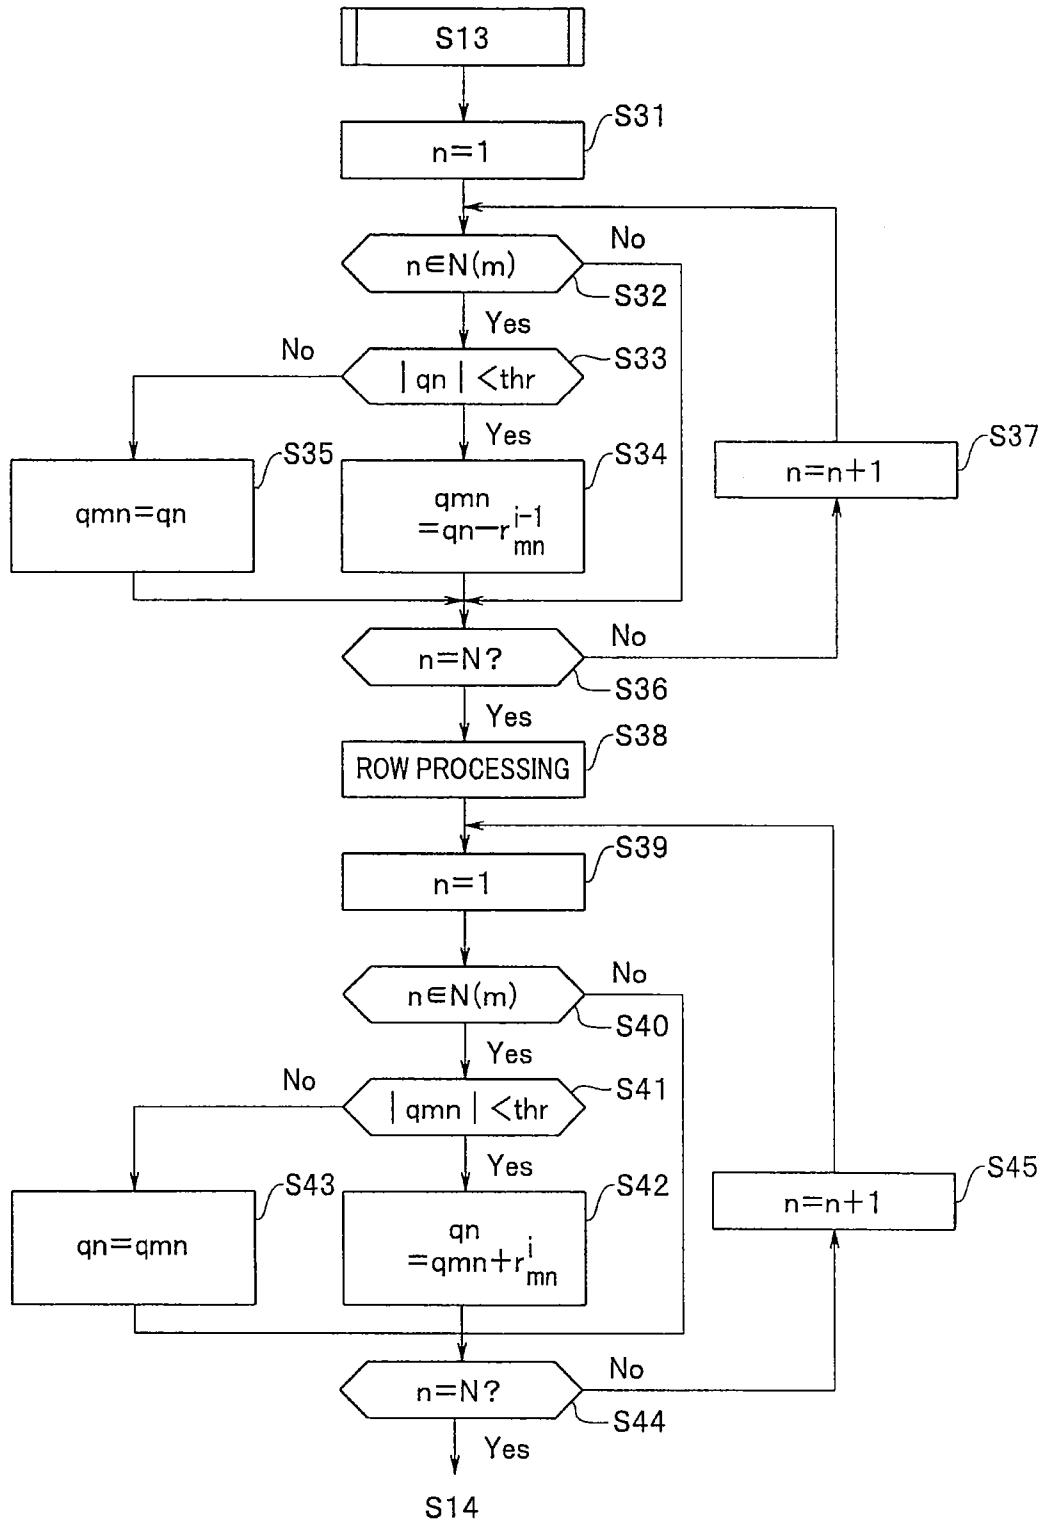 S13
S31
n=1
No
n∈N(m)
S32
Yes
No
S33
|qn|<thr
Yes
S35
S34
S37
n=n+1
qmn=qn
qmn
=qn−r^{i-1}_{mn}
No
n=N?
S36
Yes
S38
ROW PROCESSING
S39
n=1
No
n∈N(m)
S40
Yes
No
S41
|qmn|<thr
Yes
S43
S42
S45
n=n+1
qn=qmn
qn
=qmn+r^{i}_{mn}
No
n=N?
S44
Yes
S14